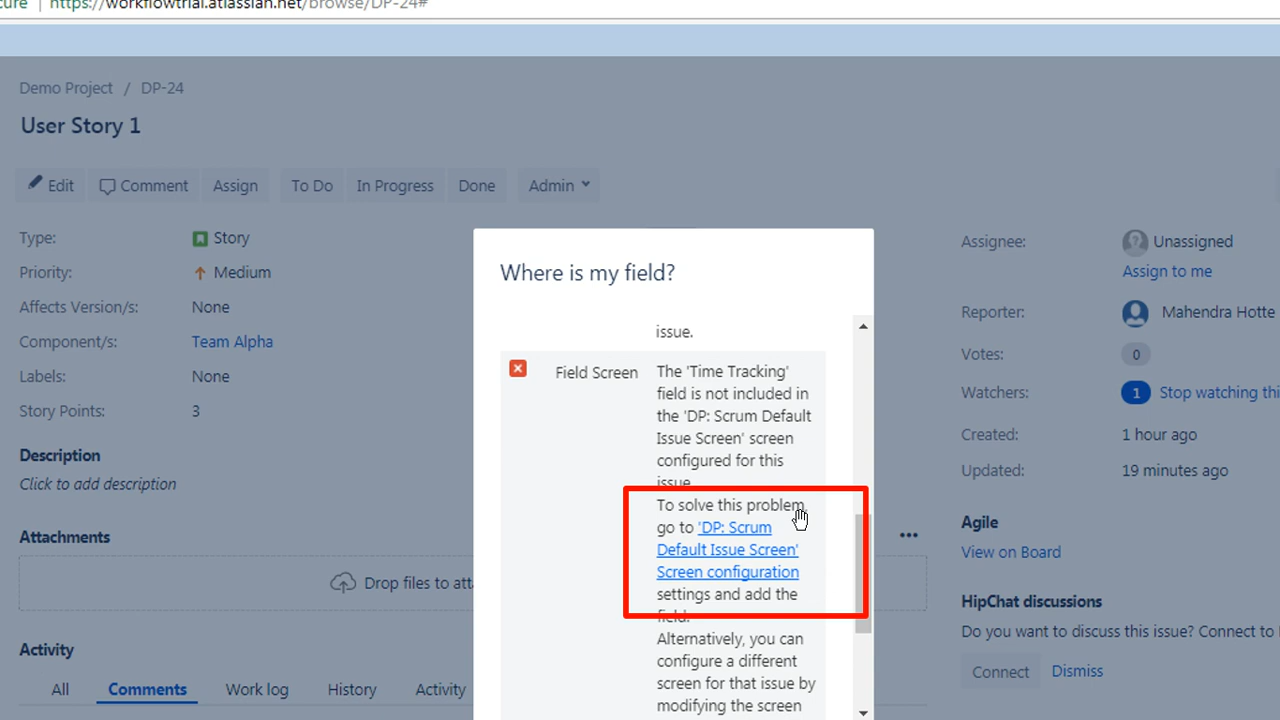 cure | https://workflowtrial.atlassian.net/browse/DP-24#
Demo Project / DP-24
User Story 1
Edit Comment Assign To Do In Progress Done Admin
Type: Story
Priority: Medium
Affects Version/s: None
Component/s: Team Alpha
Labels: None
Story Points: 3
Description
Click to add description
Attachments
Drop files to atta
Activity
All Comments Work log History Activity
Where is my field?
issue.
Field Screen
The 'Time Tracking'
field is not included in
the 'DP: Scrum Default
Issue Screen' screen
configured for this
issue.
To solve this problem,
go to 'DP: Scrum
Default Issue Screen'
Screen configuration
settings and add the
field.
Alternatively, you can
configure a different
screen for that issue by
modifying the screen
Assignee: Unassigned
Assign to me
Reporter: Mahendra Hotte
Votes: 0
Watchers: 1 Stop watching thi
Created: 1 hour ago
Updated: 19 minutes ago
Agile
View on Board
HipChat discussions
Do you want to discuss this issue? Connect to
Connect Dismiss